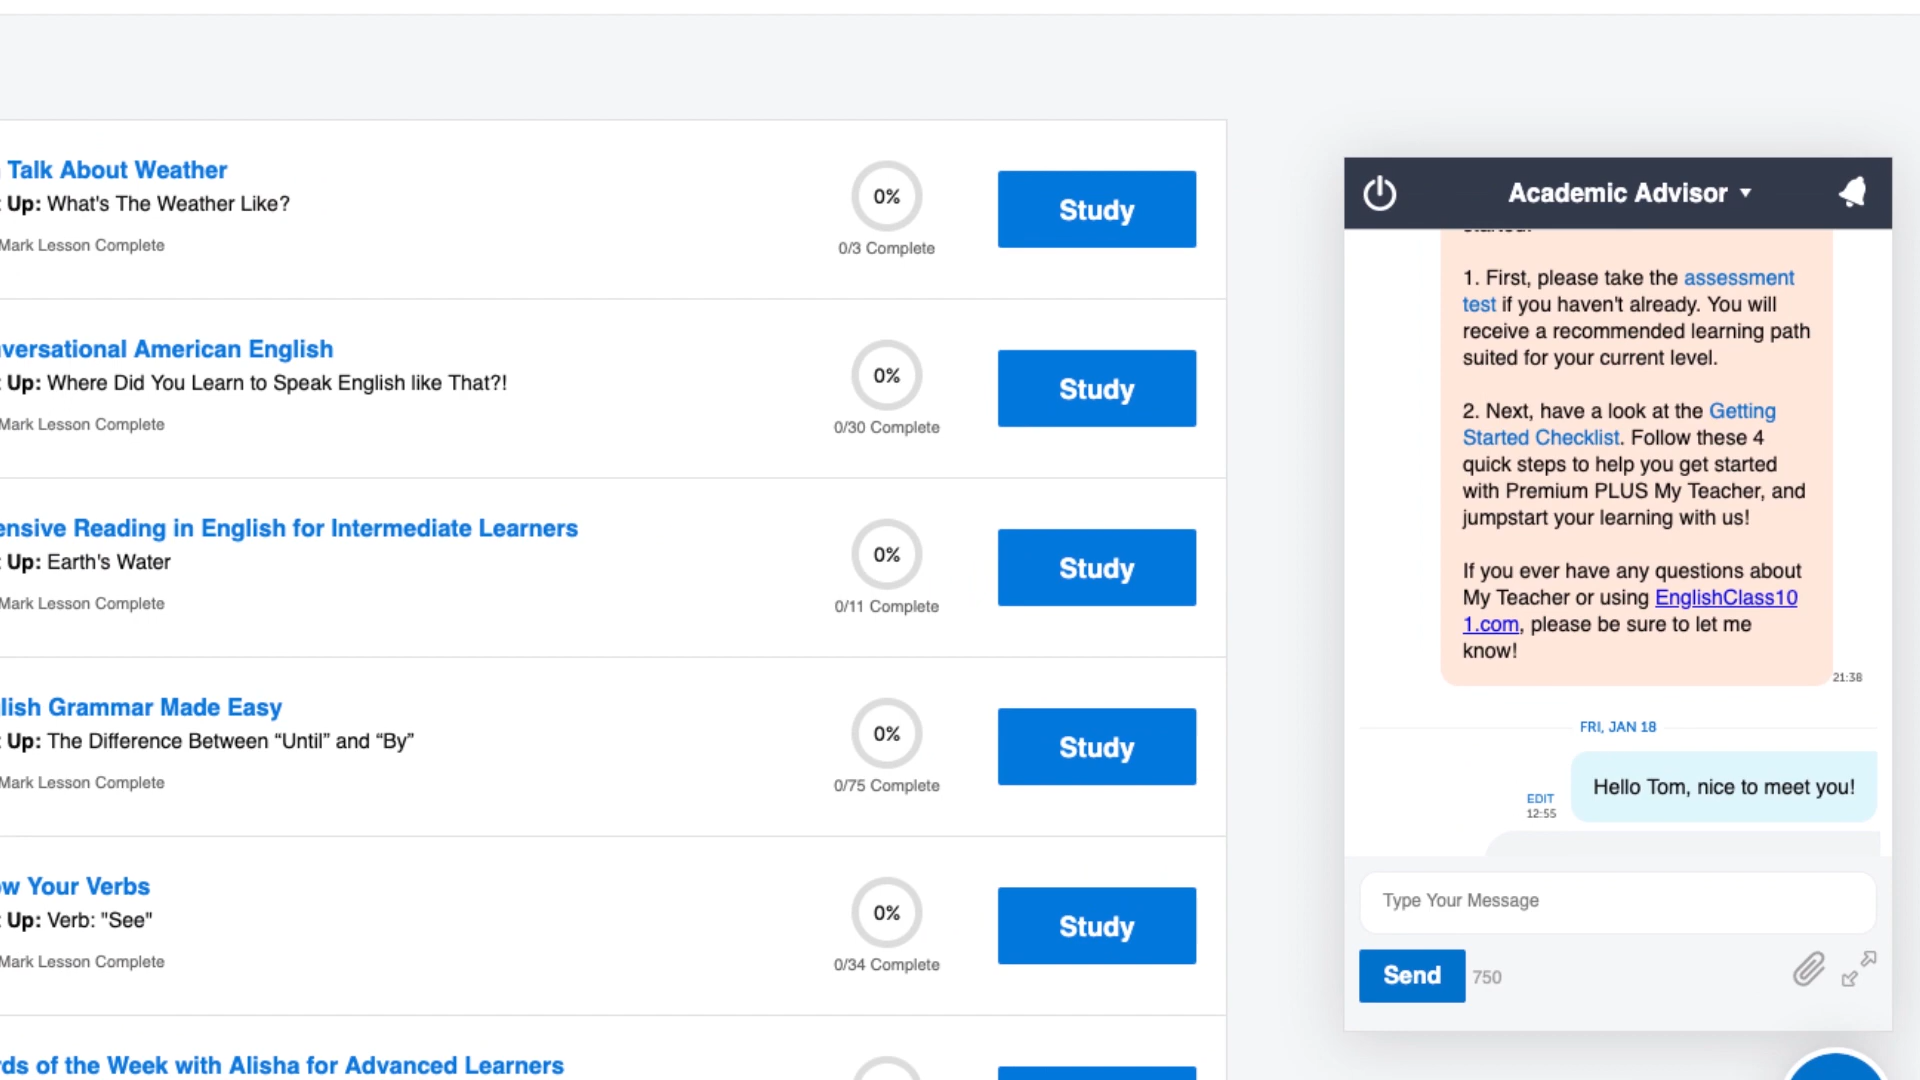 Talk About Weather
Up: What's The Weather Like?
Mark Lesson Complete
0%
0/3 Complete
Study
versational American English
Up: Where Did You Learn to Speak English like That?!
Mark Lesson Complete
0%
0/30 Complete
Study
ensive Reading in English for Intermediate Learners
Up: Earth's Water
Mark Lesson Complete
0%
0/11 Complete
Study
lish Grammar Made Easy
Up: The Difference Between “Until” and “By”
Mark Lesson Complete
0%
0/75 Complete
Study
w Your Verbs
Up: Verb: "See"
Mark Lesson Complete
0%
0/34 Complete
Study
ds of the Week with Alisha for Advanced Learners
Academic Advisor
1. First, please take the assessment
test if you haven't already. You will
receive a recommended learning path
suited for your current level.
2. Next, have a look at the Getting
Started Checklist. Follow these 4
quick steps to help you get started
with Premium PLUS My Teacher, and
jumpstart your learning with us!
If you ever have any questions about
My Teacher or using EnglishClass10
1.com, please be sure to let me
know!
21:38
FRI, JAN 18
Hello Tom, nice to meet you!
EDIT
12:55
Type Your Message
Send
750